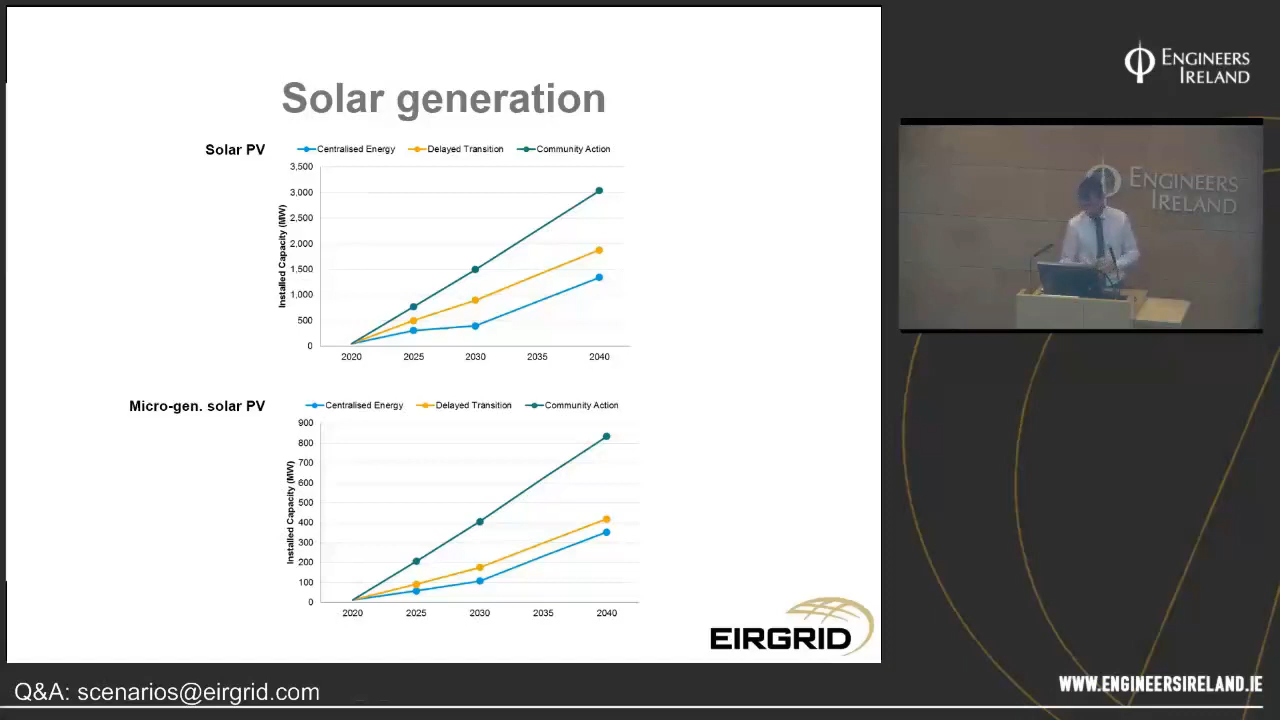 Solar generation
Solar PV
Centralised Energy Delayed Transition Community Action
3,500
3,000
2,500
2,000
1,500
1,000
500
0
Installed Capacity (MW)
2020 2025 2030 2035 2040
Micro-gen. solar PV
Centralised Energy Delayed Transition Community Action
900
800
700
600
500
400
300
200
100
0
Installed Capacity (MW)
2020 2025 2030 2035 2040
EIRGRID
Q&A: scenarios@eirgrid.com
ENGINEERS
IRELAND
ENGINEERS
IRELAND
WWW.ENGINEERSIRELAND.IE